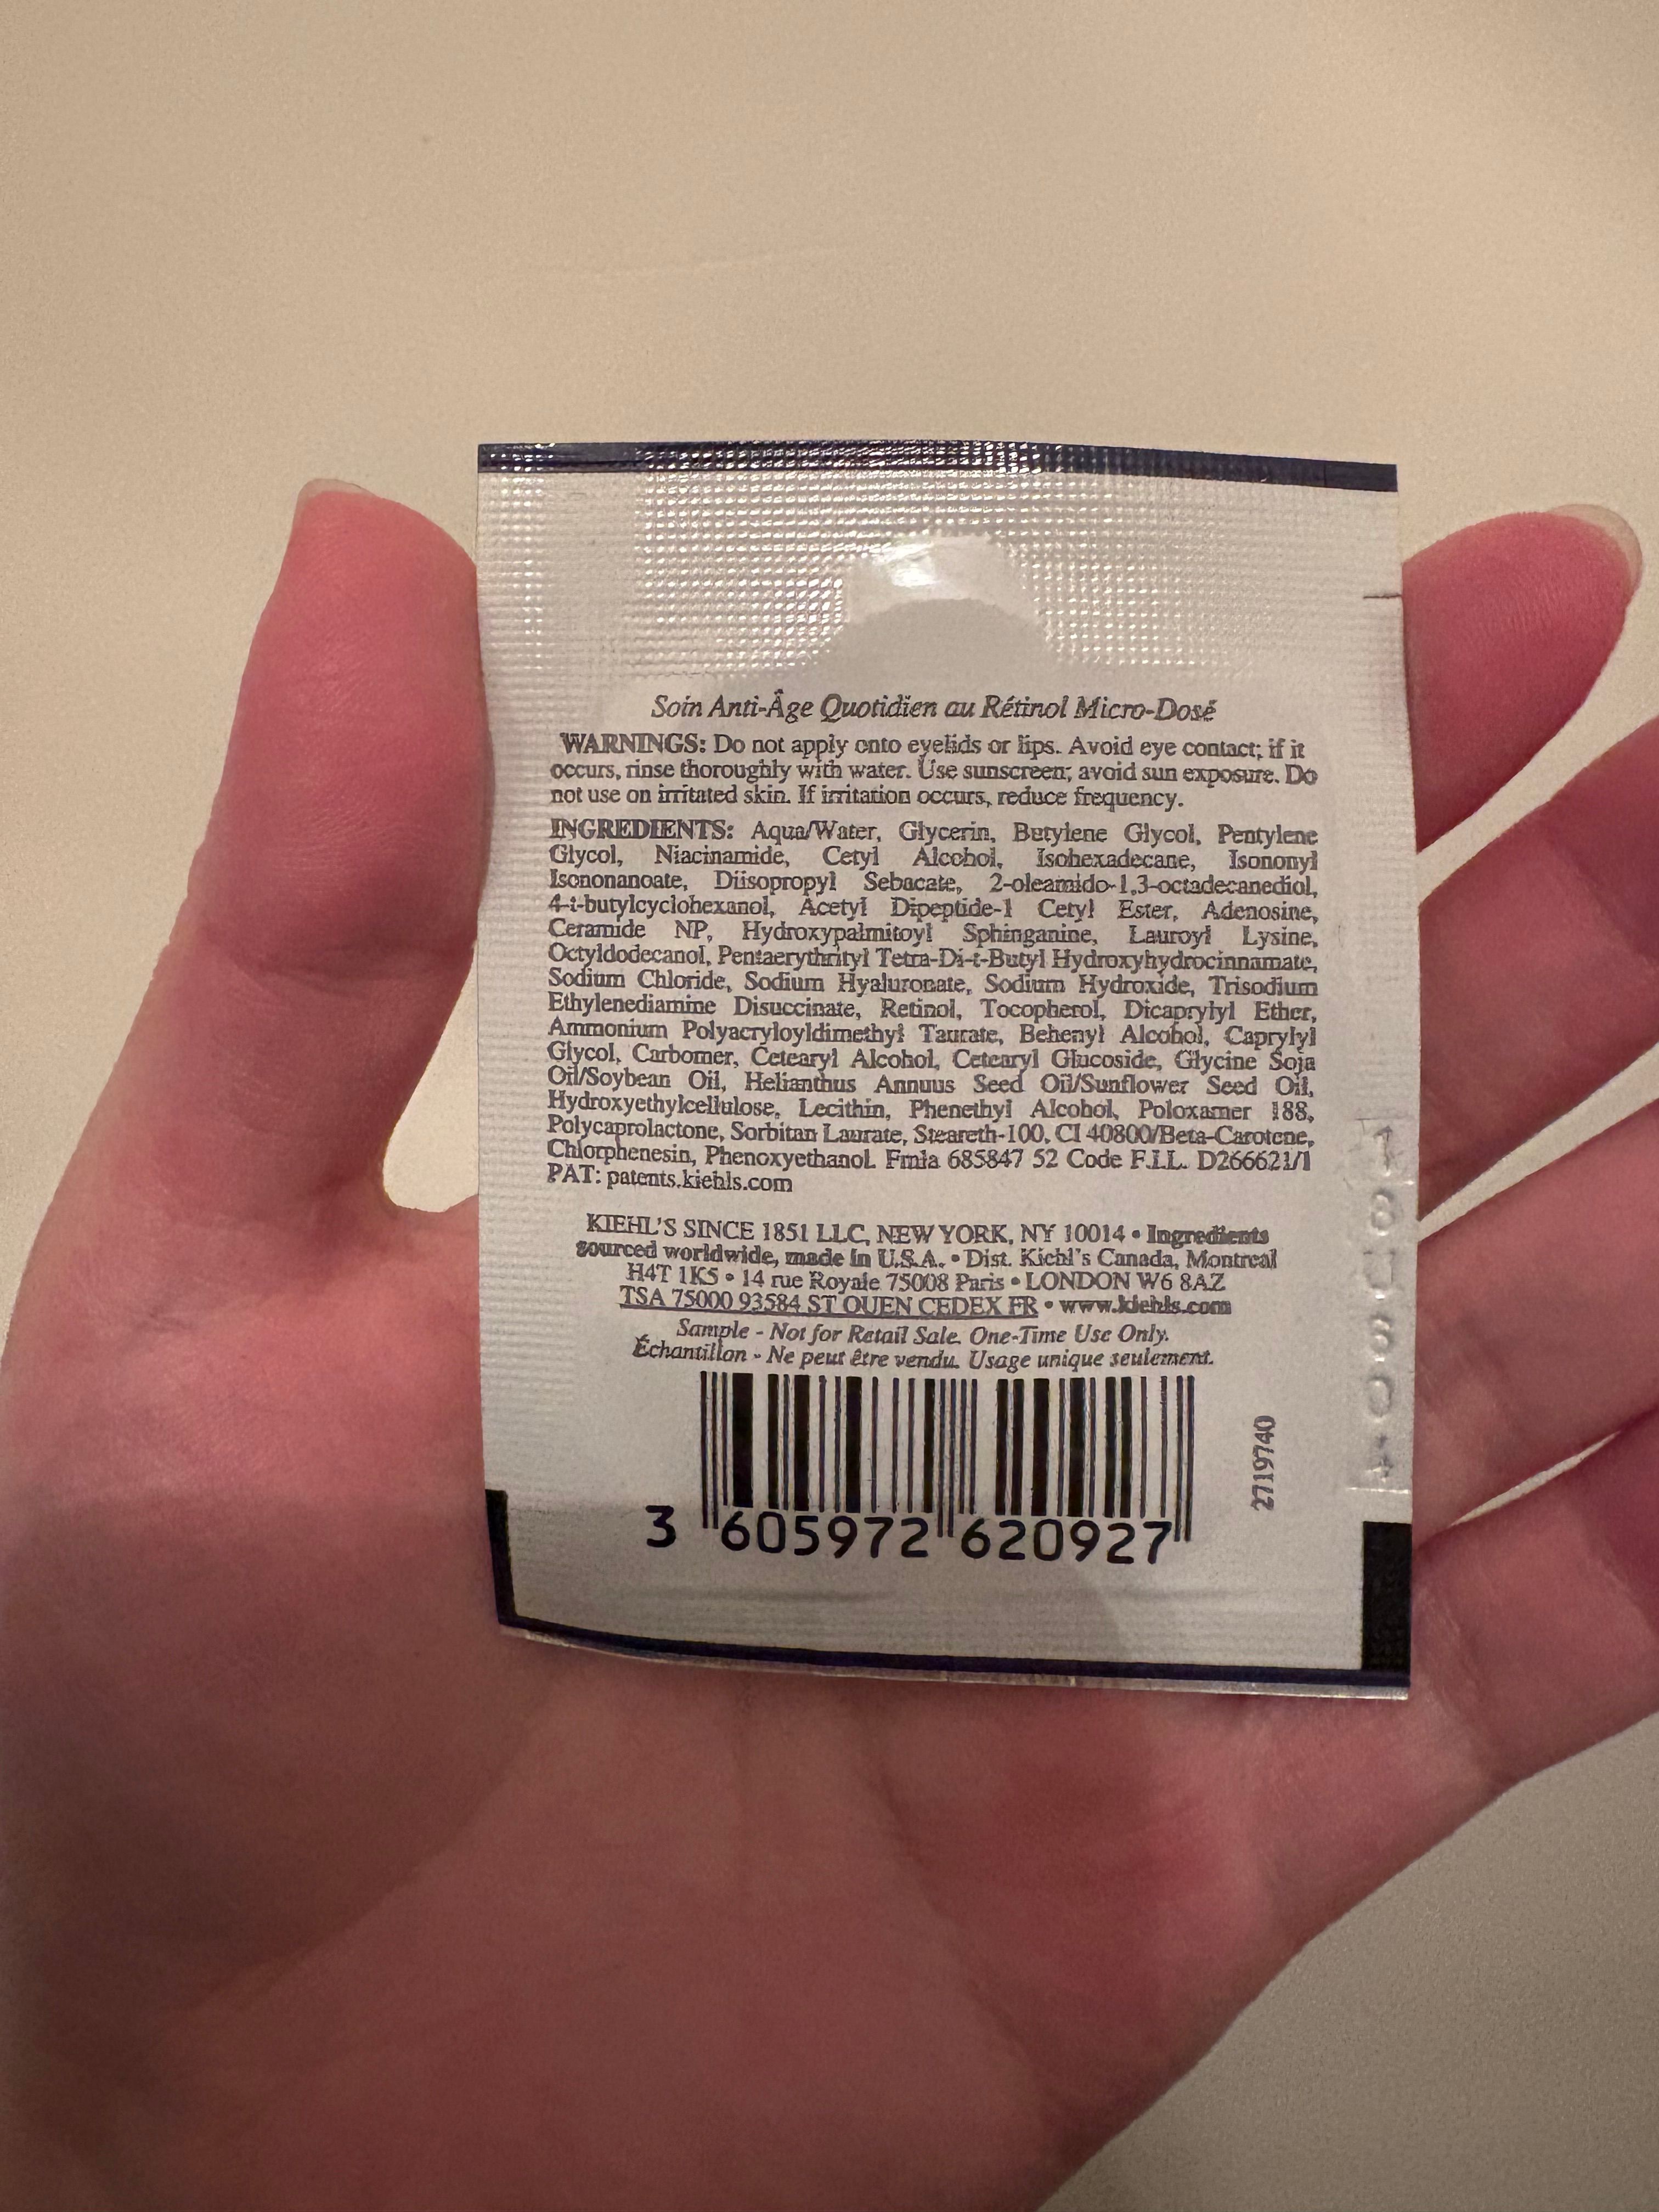 Soin Anti-Âge Quotidien au Rétinol Micro-Dosé
WARNINGS: Do not apply onto eyelids or lips. Avoid eye contact; if it
occurs, rinse thoroughly with water. Use sunscreen; avoid sun exposure. Do
not use on irritated skin. If irritation occurs, reduce frequency.
INGREDIENTS: Aqua/Water, Glycerin, Butylene Glycol, Pentylene
Glycol, Niacinamide, Cetyl Alcohol, Isohexadecane, Isononyl
Isononanoate, Diisopropyl Sebacate, 2-oleamido-1,3-octadecanediol,
4-t-butylcyclohexanol, Acetyl Dipeptide-1 Cetyl Ester, Adenosine,
Ceramide NP, Hydroxypalmitoyl Sphinganine, Lauroyl Lysine,
Octyldodecanol, Pentaerythrityl Tetra-Di-t-Butyl Hydroxyhydrocinnamate,
Sodium Chloride, Sodium Hyaluronate, Sodium Hydroxide, Trisodium
Ethylenediamine Disuccinate, Retinol, Tocopherol, Dicaprylyl Ether,
Ammonium Polyacryloyldimethyl Taurate, Behenyl Alcohol, Caprylyl
Glycol, Carbomer, Cetearyl Alcohol, Cetearyl Glucoside, Glycine Soja
Oil/Soybean Oil, Helianthus Annuus Seed Oil/Sunflower Seed Oil,
Hydroxyethylcellulose, Lecithin, Phenethyl Alcohol, Poloxamer 188,
Polycaprolactone, Sorbitan Laurate, Steareth-100, CI 40800/Beta-Carotene,
Chlorphenesin, Phenoxyethanol. Fmla 685847 52 Code F.I.L. D266621/1
PAT: patents.kiehls.com
KIEHL'S SINCE 1851 LLC, NEW YORK, NY 10014 • Ingredients
sourced worldwide, made in U.S.A. • Dist. Kiehl's Canada, Montreal
H4T 1K5 • 14 rue Royale 75008 Paris • LONDON W6 8AZ
TSA 75000 93584 ST OUEN CEDEX FR • www.kiehls.com
Sample - Not for Retail Sale. One-Time Use Only.
Échantillon - Ne peut être vendu. Usage unique seulement.
3 605972 620927
2719740